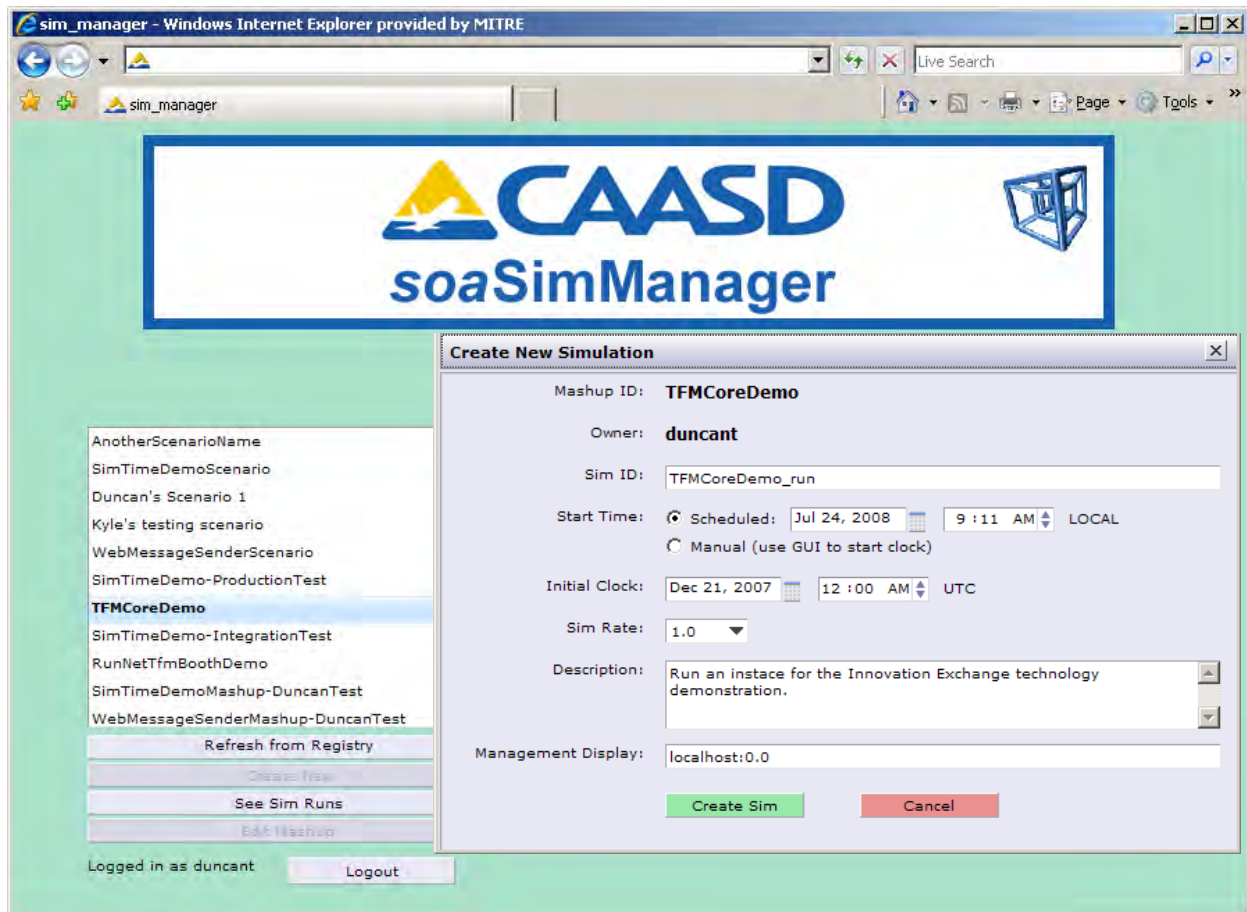 sim_manager - Windows Internet Explorer provided by MITRE
Live Search
sim_manager
Page
Tools
»
CAASD
soaSimManager
Create New Simulation
Mashup ID: TFMCoreDemo
Owner: duncant
Sim ID: TFMCoreDemo_run
Start Time: Scheduled: Jul 24, 2008 9 :11 AM LOCAL
Manual (use GUI to start clock)
Initial Clock: Dec 21, 2007 12 :00 AM UTC
Sim Rate: 1.0
Description: Run an instace for the Innovation Exchange technology
demonstration.
Management Display: localhost:0.0
Create Sim
Cancel
AnotherScenarioName
SimTimeDemoScenario
Duncan's Scenario 1
Kyle's testing scenario
WebMessageSenderScenario
SimTimeDemo-ProductionTest
TFMCoreDemo
SimTimeDemo-IntegrationTest
RunNetTfmBoothDemo
SimTimeDemoMashup-DuncanTest
WebMessageSenderMashup-DuncanTest
Refresh from Registry
Create New
See Sim Runs
Edit Mashup
Logged in as duncant
Logout